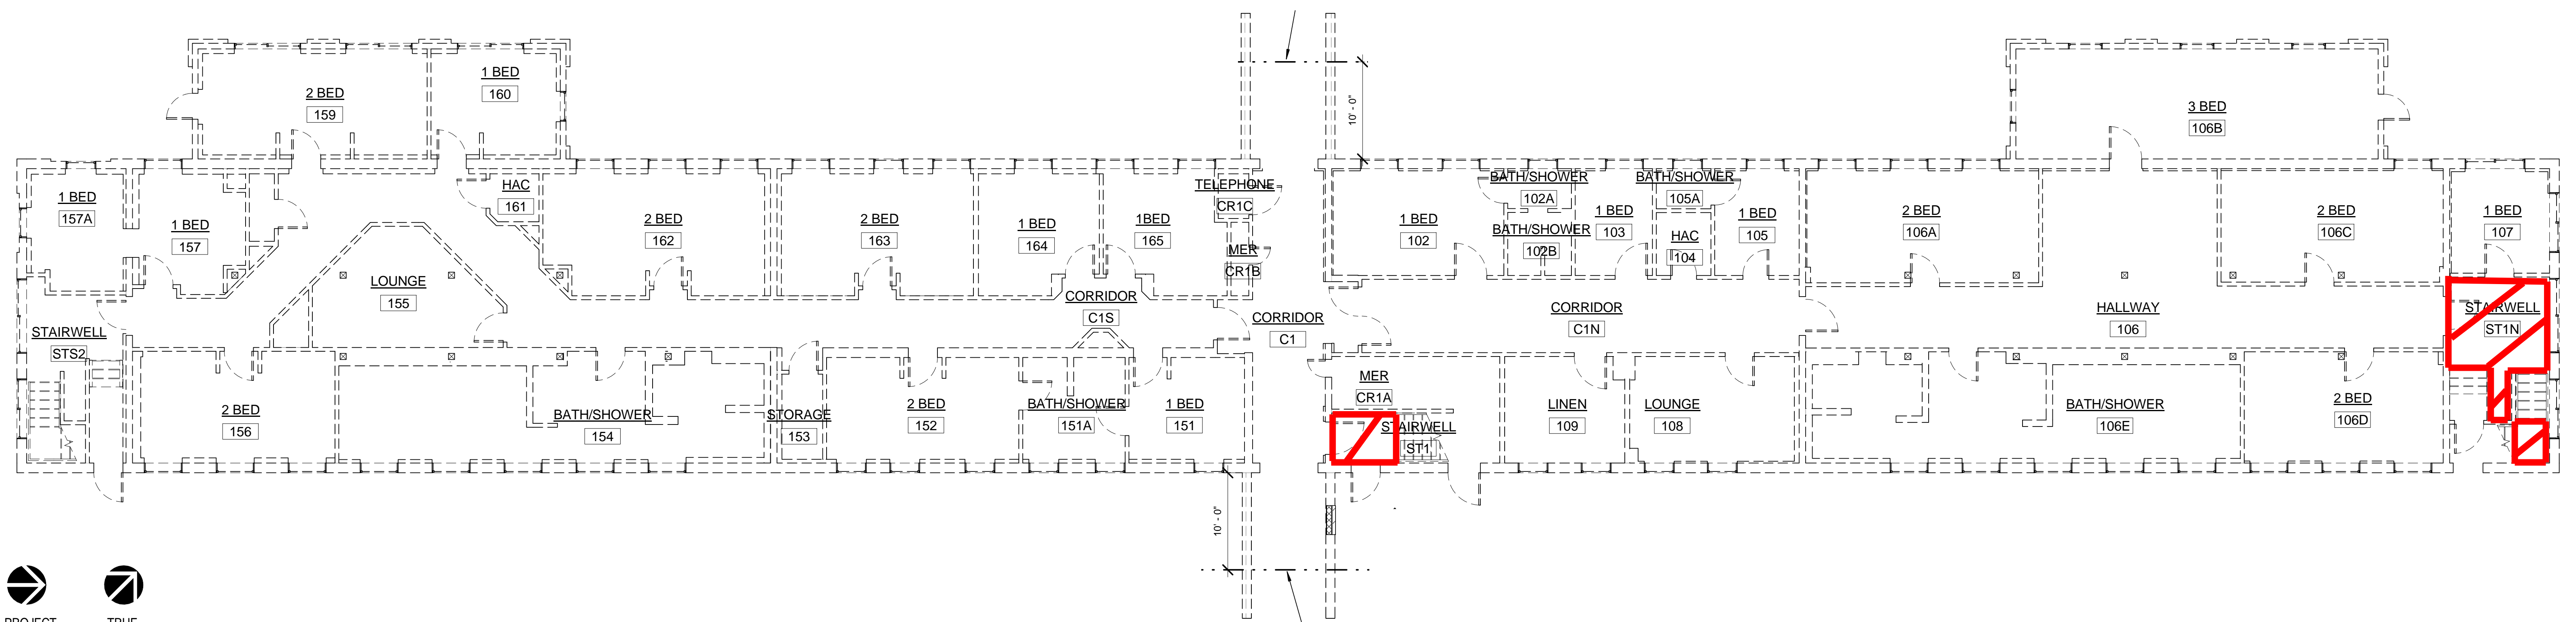 1 BED
160
2 BED
159
3 BED
106B
10' - 0"
1 BED
157A
1 BED
157
HAC
161
2 BED
162
2 BED
163
1 BED
164
1BED
165
TELEPHONE
CR1C
MER
CR1B
1 BED
102
BATH/SHOWER
102A
BATH/SHOWER
102B
1 BED
103
BATH/SHOWER
105A
HAC
104
1 BED
105
2 BED
106A
2 BED
106C
1 BED
107
LOUNGE
155
CORRIDOR
C1S
CORRIDOR
C1
CORRIDOR
C1N
HALLWAY
106
STAIRWELL
ST1N
STAIRWELL
STS2
2 BED
156
BATH/SHOWER
154
STORAGE
153
2 BED
152
BATH/SHOWER
151A
1 BED
151
MER
CR1A
STAIRWELL
ST1
LINEN
109
LOUNGE
108
BATH/SHOWER
106E
2 BED
106D
10' - 0"
PROJECT
TRUE